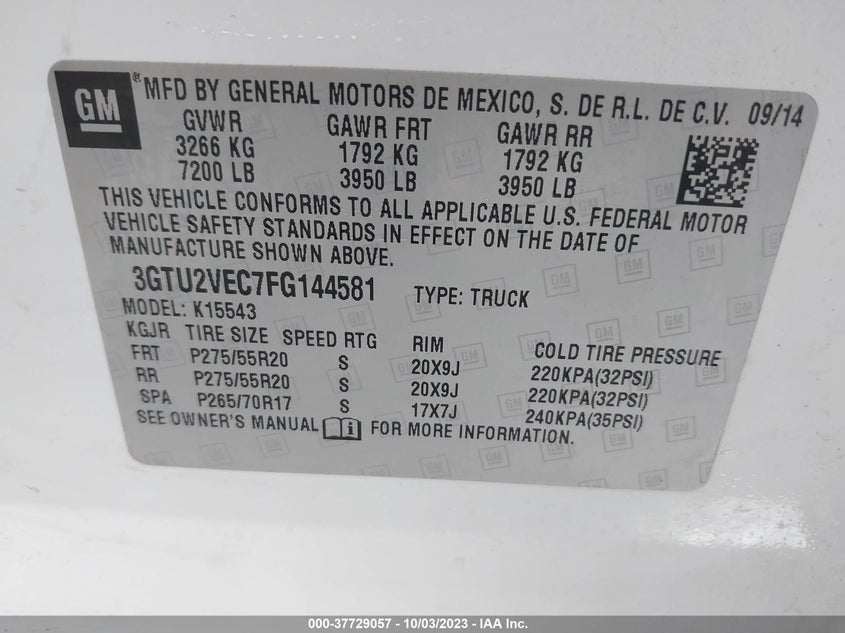 GM ® MFD BY GENERAL MOTORS DE MEXICO, S. DE R.L. DE C.V. 09/14
GVWR GAWR FRT GAWR RR
3266 KG 1792 KG 1792 KG
7200 LB 3950 LB 3950 LB
THIS VEHICLE CONFORMS TO ALL APPLICABLE U.S. FEDERAL MOTOR
VEHICLE SAFETY STANDARDS IN EFFECT ON THE DATE OF
MANUFACTURE SHOWN ABOVE.
3GTU2VEC7FG144581 TYPE: TRUCK
MODEL: K15543
KGJR TIRE SIZE SPEED RTG RIM COLD TIRE PRESSURE
FRT P275/55R20 S 20X9J 220KPA(32PSI)
RR P275/55R20 S 20X9J 220KPA(32PSI)
SPA P265/70R17 S 17X7J 240KPA(35PSI)
SEE OWNER'S MANUAL i FOR MORE INFORMATION.
000-37729057 - 10/03/2023 - IAA Inc.